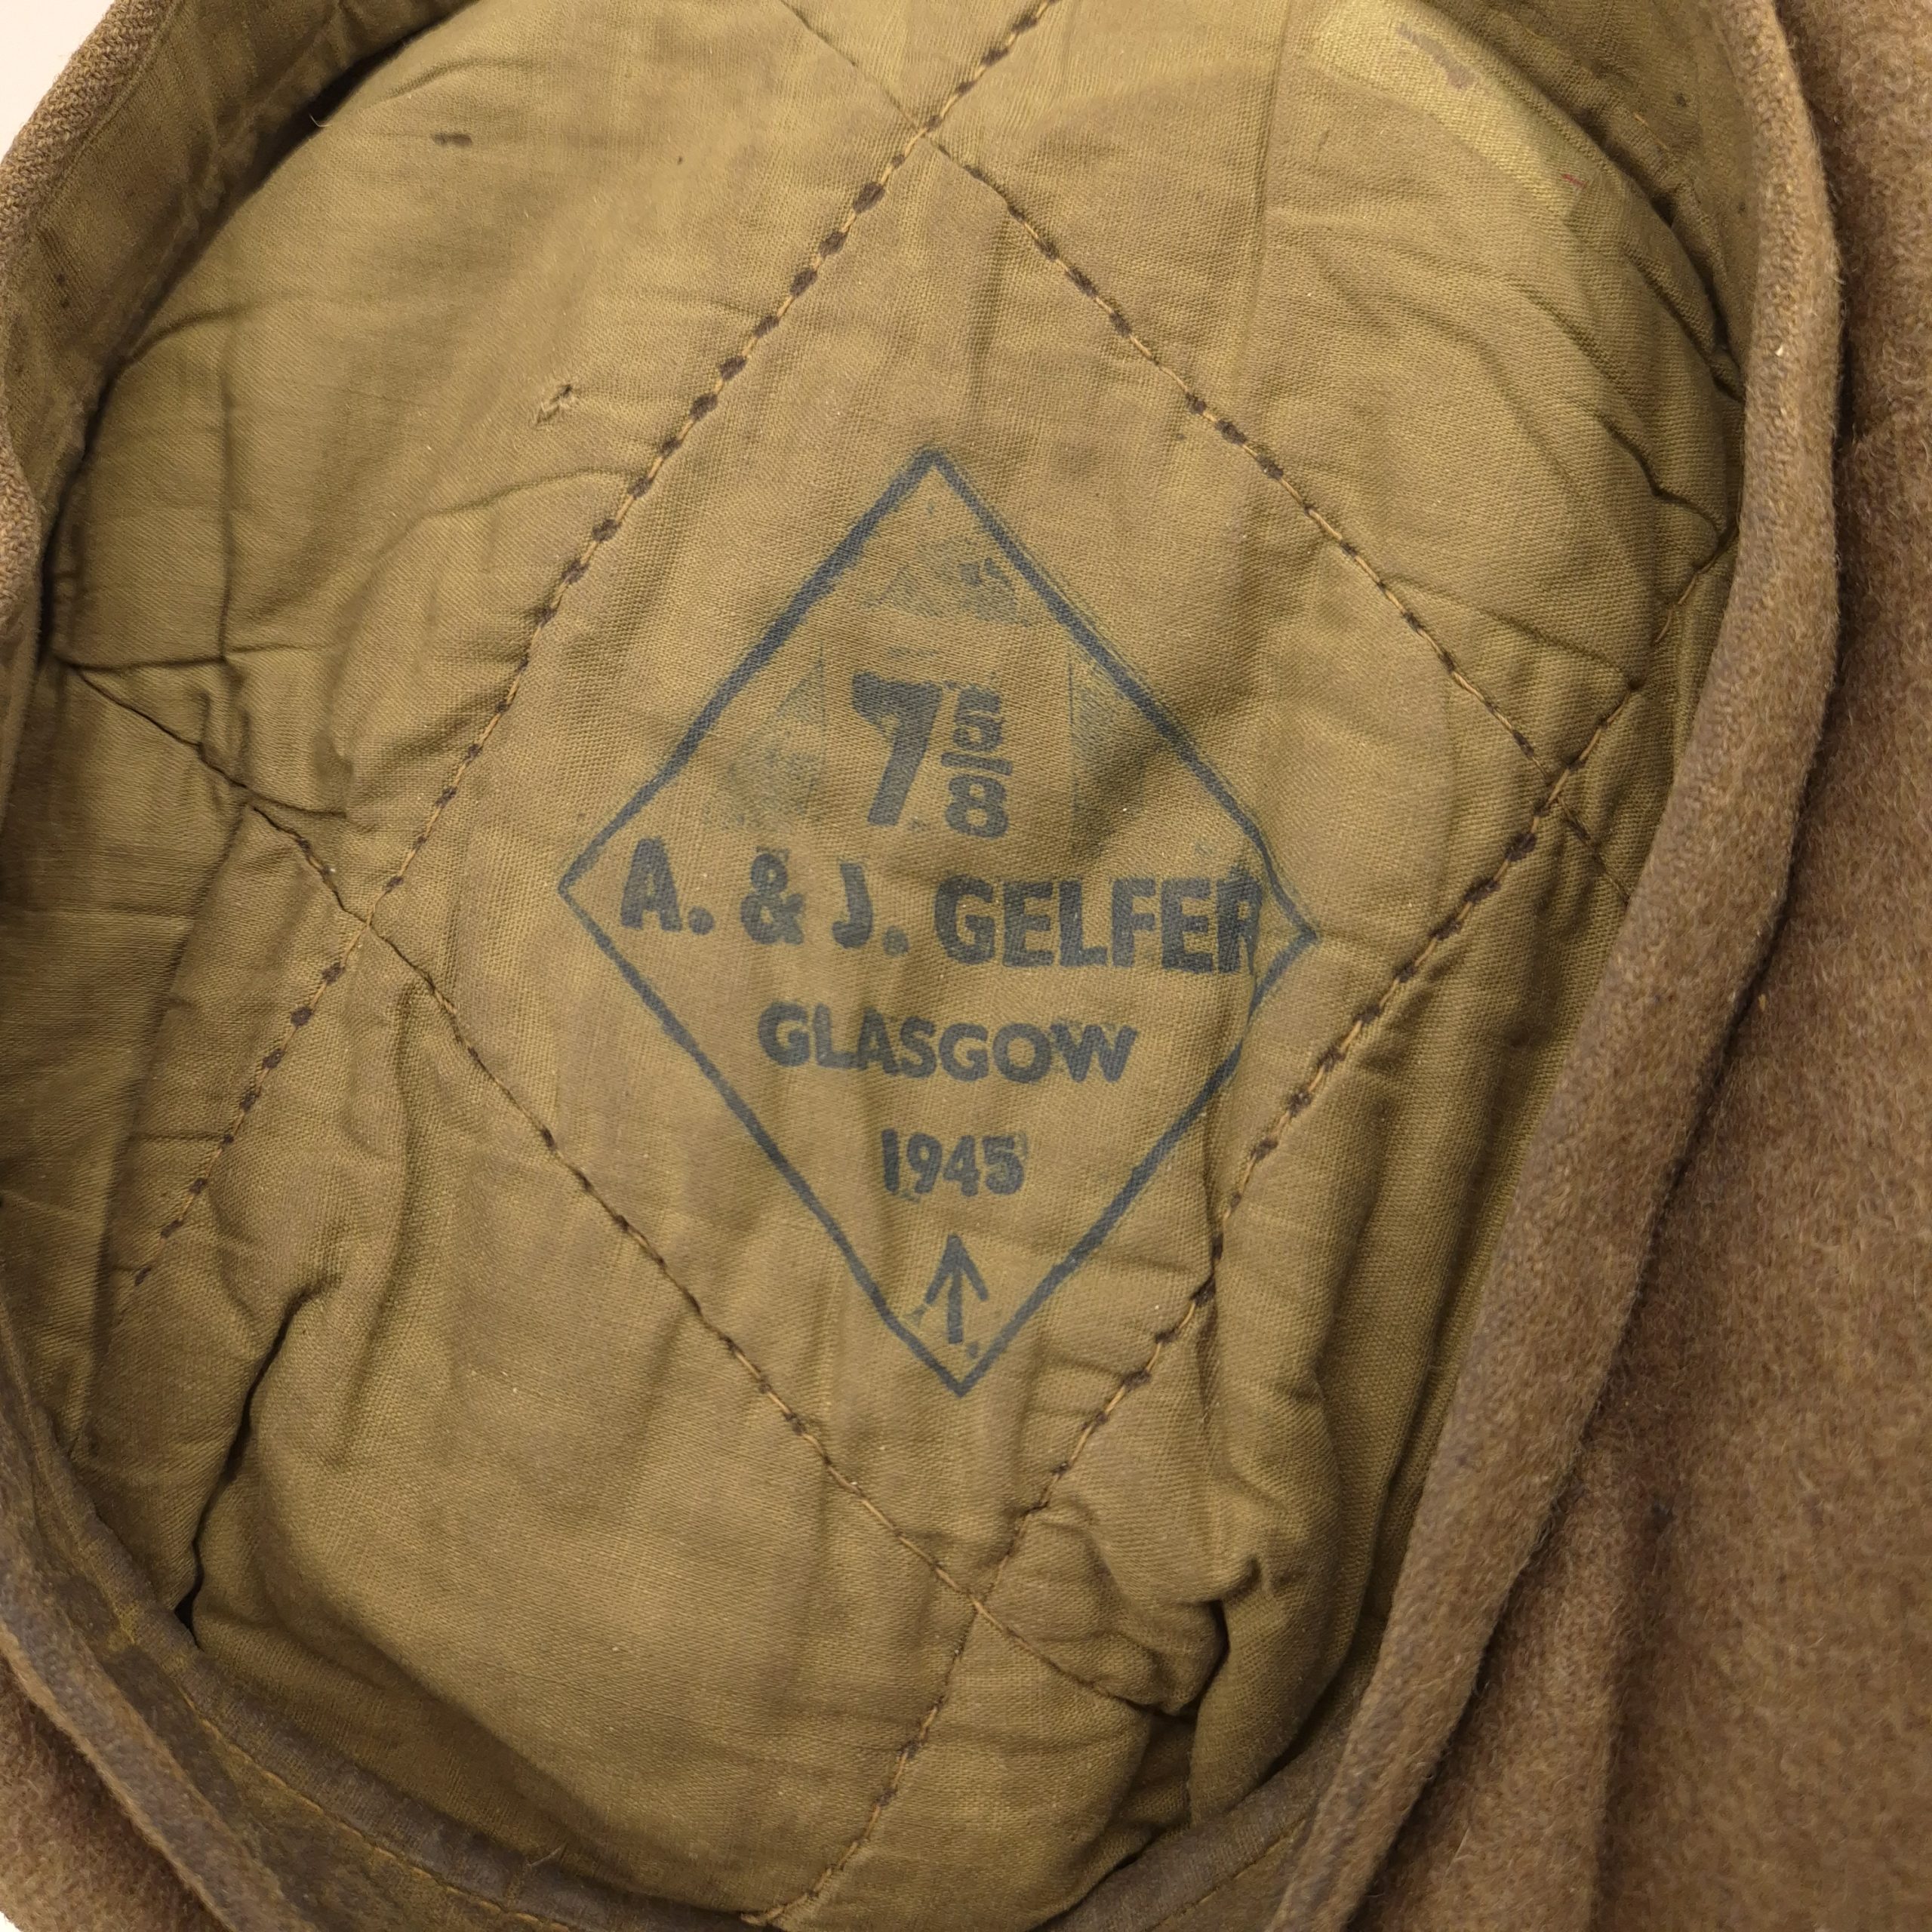 7 5/8
A. & J. GELFER
GLASGOW
1945